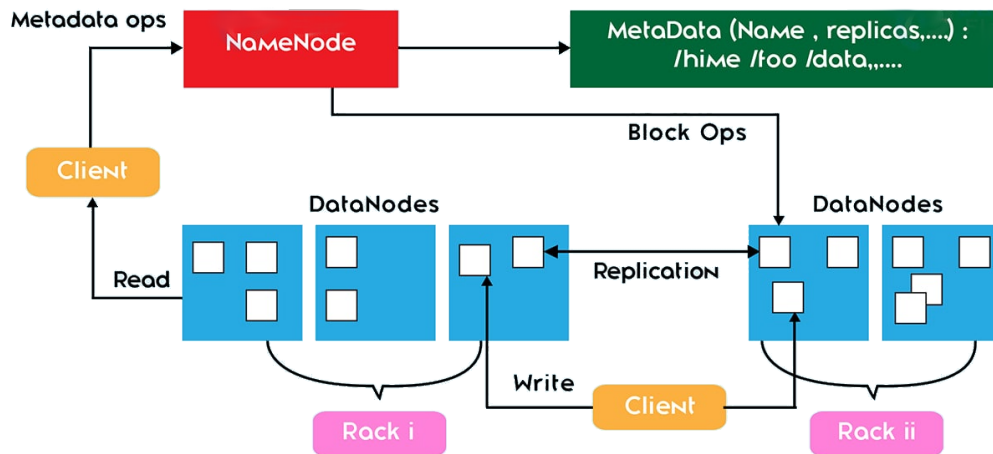 Metadata ops
NameNode
MetaData (Name , replicas,....) :
/hime /foo /data,,....
Block Ops
Client
DataNodes
DataNodes
Read
Replication
Write
Client
Rack i
Rack ii